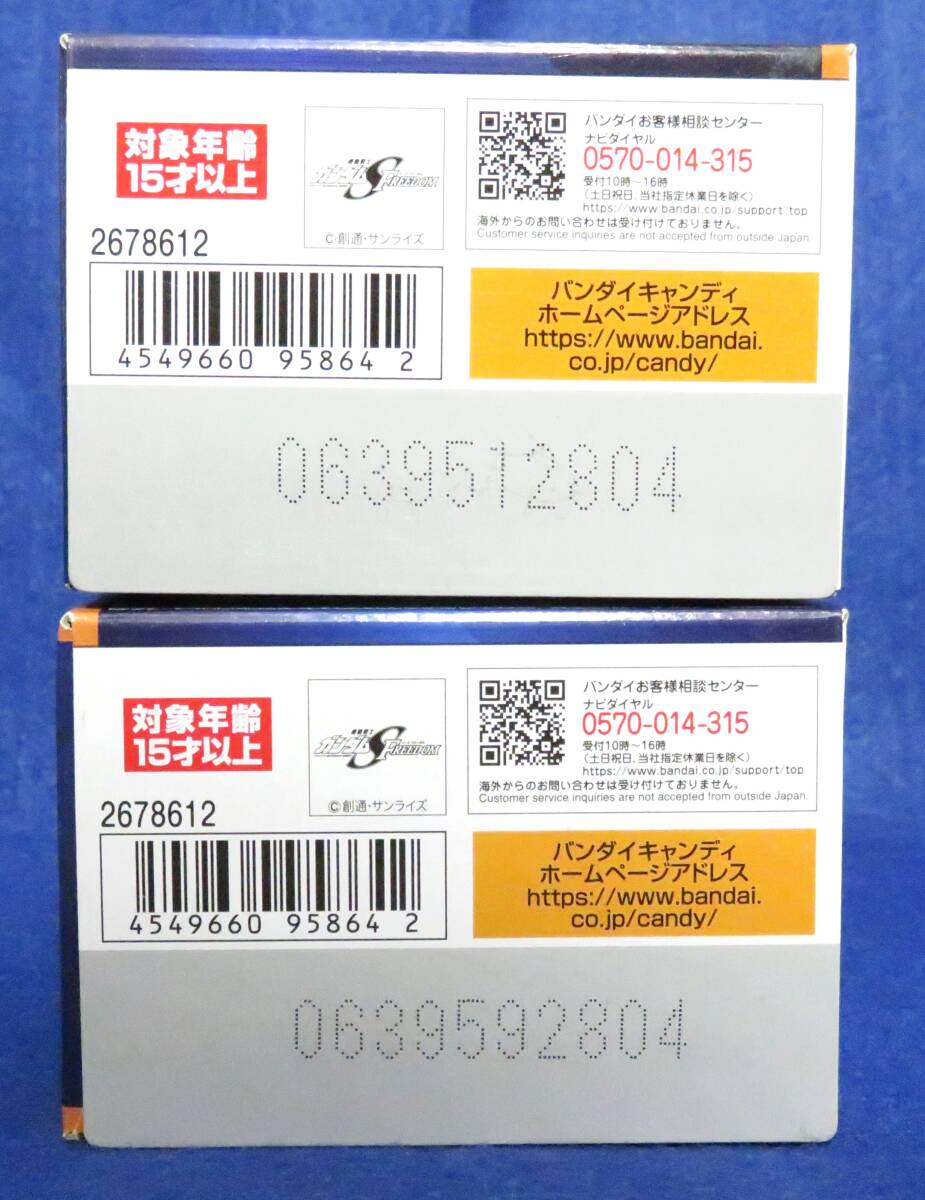 対象年齢
15才以上
機動戦士
ガンダムSEED
FREEDOM
©創通・サンライズ
バンダイお客様相談センター
ナビダイヤル
0570-014-315
受付10時~16時
(土日祝日、当社指定休業日を除く)
https://www.bandai.co.jp/support/top
海外からのお問い合わせは受け付けておりません。
Customer service inquiries are not accepted from outside Japan.
2678612
4549660 958642
バンダイキャンディ
ホームページアドレス
https://www.bandai.
co.jp/candy/
0639512804
対象年齢
15才以上
機動戦士
ガンダムSEED
FREEDOM
©創通・サンライズ
バンダイお客様相談センター
ナビダイヤル
0570-014-315
受付10時~16時
(土日祝日、当社指定休業日を除く)
https://www.bandai.co.jp/support/top
海外からのお問い合わせは受け付けておりません。
Customer service inquiries are not accepted from outside Japan.
2678612
4549660 958642
バンダイキャンディ
ホームページアドレス
https://www.bandai.
co.jp/candy/
0639592804